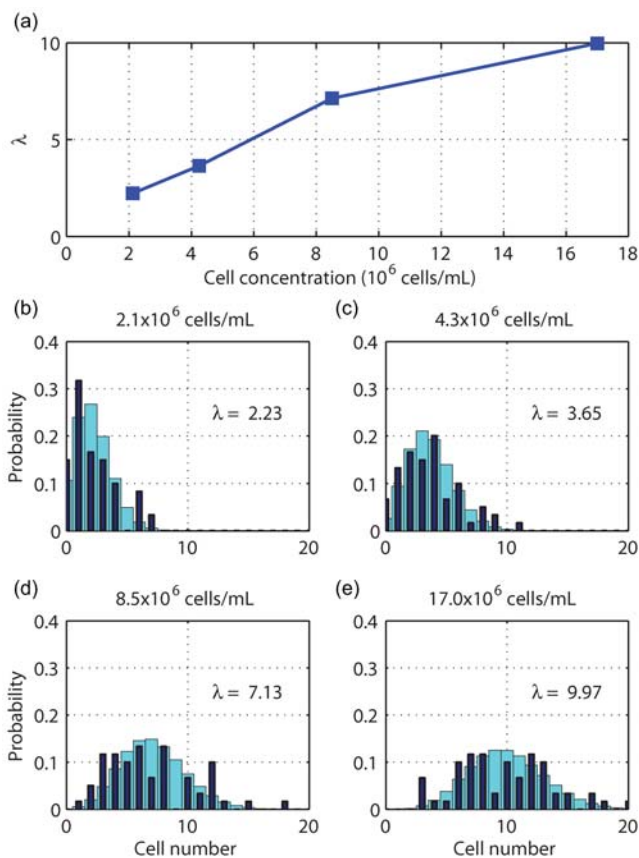 (a)
10
5
0
λ
0 2 4 6 8 10 12 14 16 18
Cell concentration (10⁶ cells/mL)
(b) 2.1x10⁶ cells/mL
0.4
0.3
0.2
0.1
0
Probability
λ = 2.23
0 10 20
(c) 4.3x10⁶ cells/mL
0.4
0.3
0.2
0.1
0
λ = 3.65
0 10 20
(d) 8.5x10⁶ cells/mL
0.4
0.3
0.2
0.1
0
Probability
λ = 7.13
0 10 20
Cell number
(e) 17.0x10⁶ cells/mL
0.4
0.3
0.2
0.1
0
λ = 9.97
0 10 20
Cell number